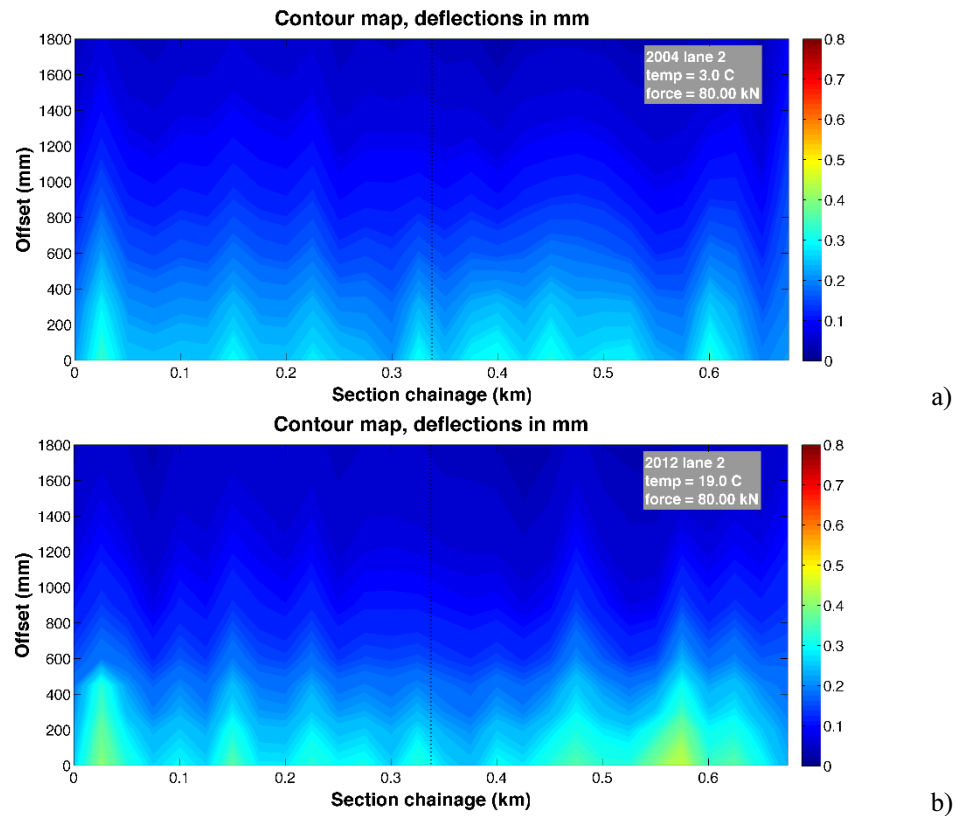 Contour map, deflections in mm
1800
1600
1400
1200
1000
800
600
400
200
0
Offset (mm)
2004 lane 2
temp = 3.0 C
force = 80.00 kN
0.8
0.7
0.6
0.5
0.4
0.3
0.2
0.1
0
0 0.1 0.2 0.3 0.4 0.5 0.6
Section chainage (km)
a)
Contour map, deflections in mm
1800
1600
1400
1200
1000
800
600
400
200
0
Offset (mm)
2012 lane 2
temp = 19.0 C
force = 80.00 kN
0.8
0.7
0.6
0.5
0.4
0.3
0.2
0.1
0
0 0.1 0.2 0.3 0.4 0.5 0.6
Section chainage (km)
b)